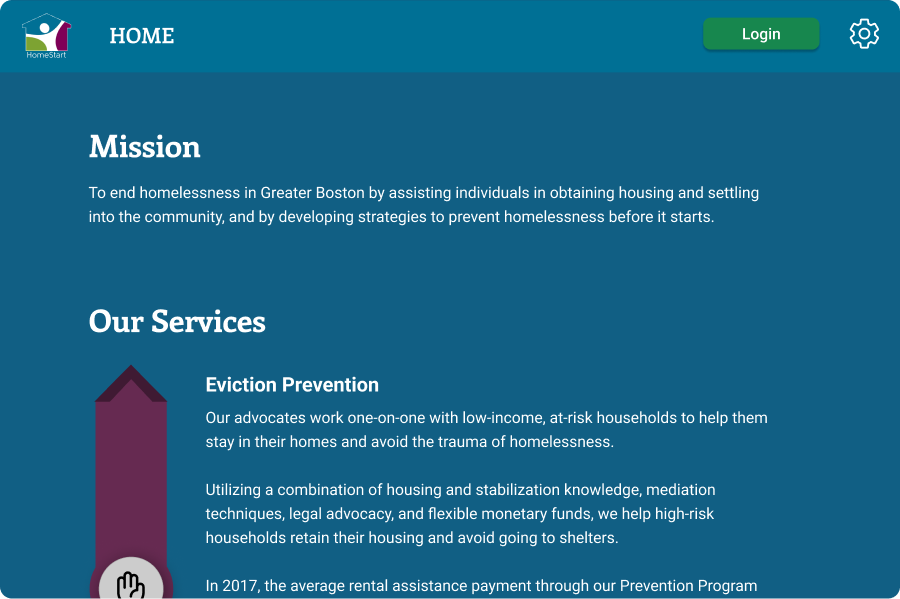 HomeStart
HOME
Login
Mission
To end homelessness in Greater Boston by assisting individuals in obtaining housing and settling
into the community, and by developing strategies to prevent homelessness before it starts.
Our Services
Eviction Prevention
Our advocates work one-on-one with low-income, at-risk households to help them
stay in their homes and avoid the trauma of homelessness.
Utilizing a combination of housing and stabilization knowledge, mediation
techniques, legal advocacy, and flexible monetary funds, we help high-risk
households retain their housing and avoid going to shelters.
In 2017, the average rental assistance payment through our Prevention Program